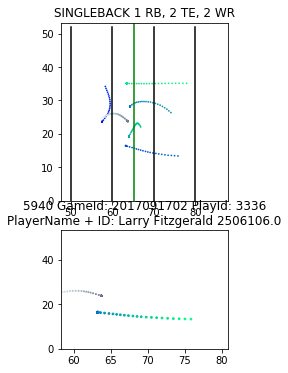 SINGLEBACK 1 RB, 2 TE, 2 WR
50
40
30
20
10
0
50 60 70 80
5940 GameId: 2017091702 PlayId: 3336
PlayerName + ID: Larry Fitzgerald 2506106.0
40
20
0
60 65 70 75 80